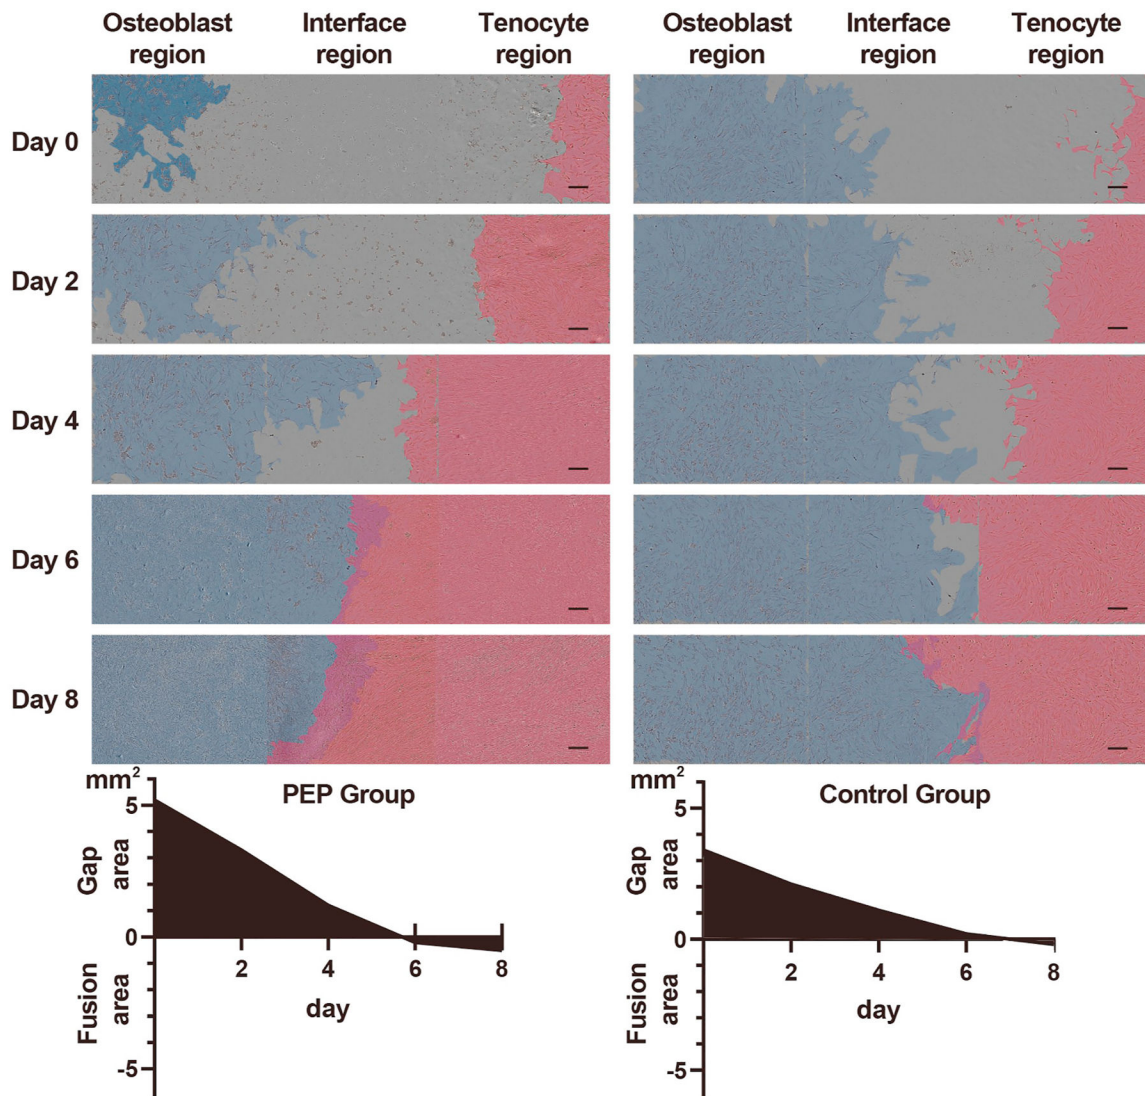 Osteoblast region Interface region Tenocyte region Osteoblast region Interface region Tenocyte region
Day 0
Day 2
Day 4
Day 6
Day 8
mm² PEP Group
5
Gap area
0
2 4 6 8
day
Fusion area
-5
mm² Control Group
5
Gap area
0
2 4 6 8
day
Fusion area
-5